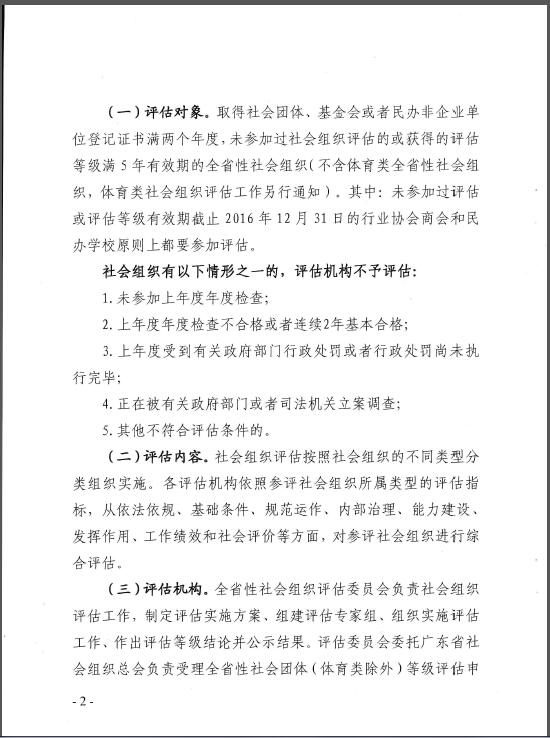 （一）评估对象。取得社会团体、基金会或者民办非企业单
位登记证书满两个年度，未参加过社会组织评估的或获得的评估
等级满 5 年有效期的全省性社会组织（不含体育类全省性社会组
织，体育类社会组织评估工作另行通知）。其中：未参加过评估
或评估等级有效期截止 2016 年 12 月 31 日的行业协会商会和民
办学校原则上都要参加评估。
社会组织有以下情形之一的，评估机构不予评估：
1. 未参加上年度年度检查；
2. 上年度年度检查不合格或者连续2年基本合格；
3. 上年度受到有关政府部门行政处罚或者行政处罚尚未执
行完毕；
4. 正在被有关政府部门或者司法机关立案调查；
5. 其他不符合评估条件的。
（二）评估内容。社会组织评估按照社会组织的不同类型分
类组织实施。各评估机构依照参评社会组织所属类型的评估指
标，从依法依规、基础条件、规范运作、内部治理、能力建设、
发挥作用、工作绩效和社会评价等方面，对参评社会组织进行综
合评估。
（三）评估机构。全省性社会组织评估委员会负责社会组织
评估工作，制定评估实施方案、组建评估专家组、组织实施评估
工作、作出评估等级结论并公示结果。评估委员会委托广东省社
会组织总会负责受理全省性社会团体（体育类除外）等级评估申
- 2 -